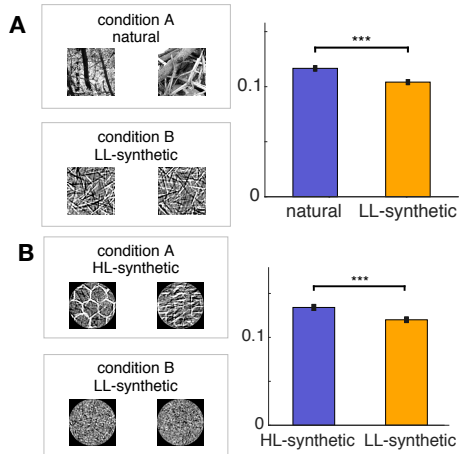 A
condition A
natural
condition B
LL-synthetic
***
0.1
0
natural LL-synthetic
B
condition A
HL-synthetic
condition B
LL-synthetic
***
0.1
0
HL-synthetic LL-synthetic